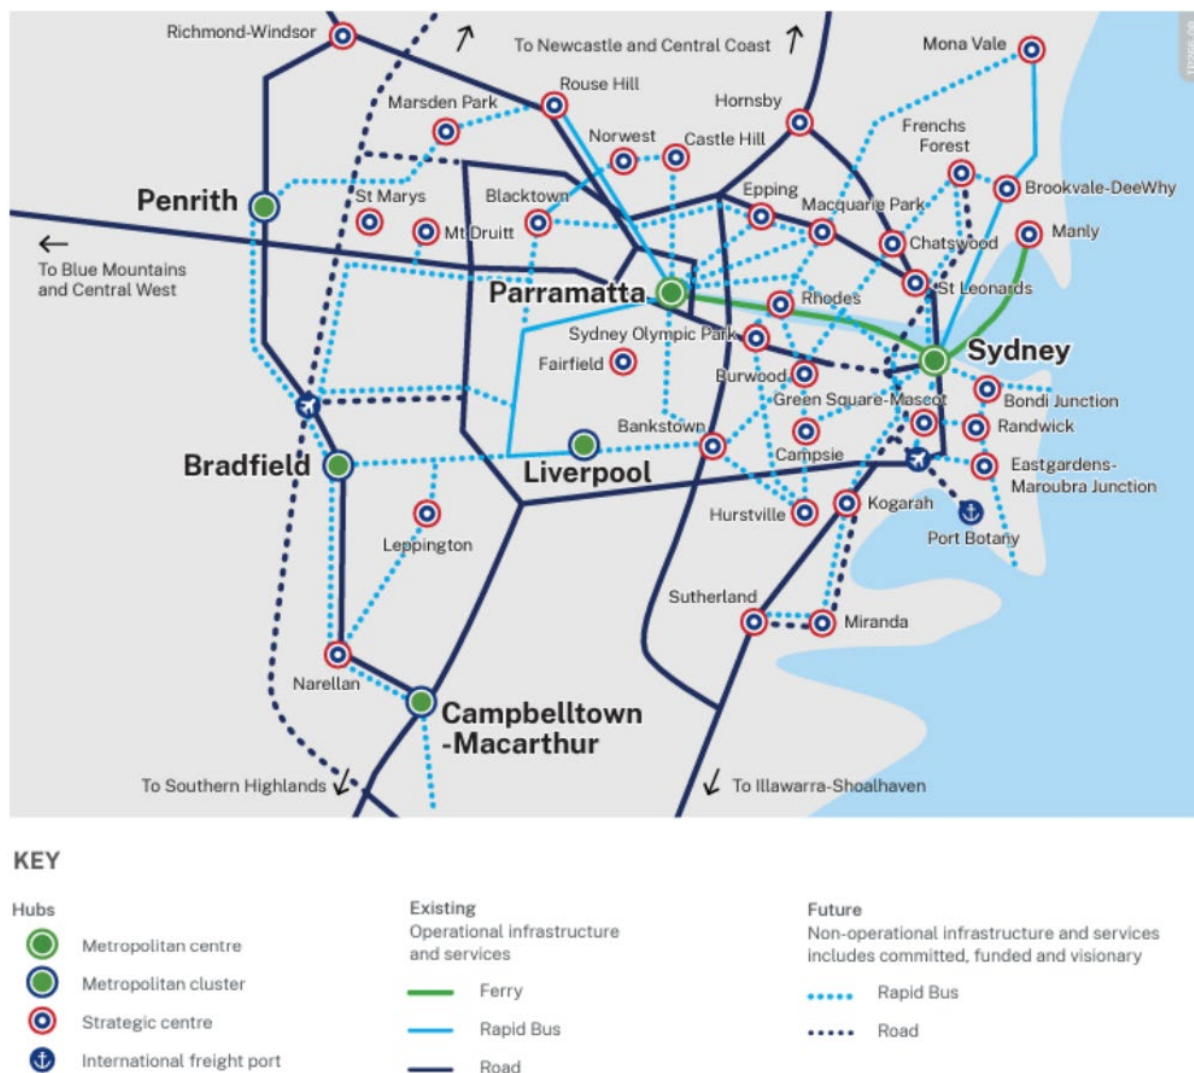 Richmond-Windsor
To Newcastle and Central Coast
Mona Vale
Rouse Hill
Marsden Park
Hornsby
Norwest
Castle Hill
Frenchs
Forest
Penrith
St Marys
Blacktown
Epping
Brookvale-DeeWhy
Macquarie Park
Mt Druitt
Manly
Chatswood
To Blue Mountains
and Central West
Parramatta
St Leonards
Rhodes
Sydney Olympic Park
Sydney
Fairfield
Burwood
Green Square-Mascot
Bondi Junction
Bankstown
Randwick
Campsie
Bradfield
Liverpool
Eastgardens-
Maroubra Junction
Kogarah
Hurstville
Leppington
Port Botany
Sutherland
Miranda
Narellan
Campbelltown
-Macarthur
To Southern Highlands
To Illawarra-Shoalhaven
KEY
Hubs
Metropolitan centre
Metropolitan cluster
Strategic centre
International freight port
Existing
Operational infrastructure
and services
Ferry
Rapid Bus
Road
Future
Non-operational infrastructure and services
includes committed, funded and visionary
Rapid Bus
Road